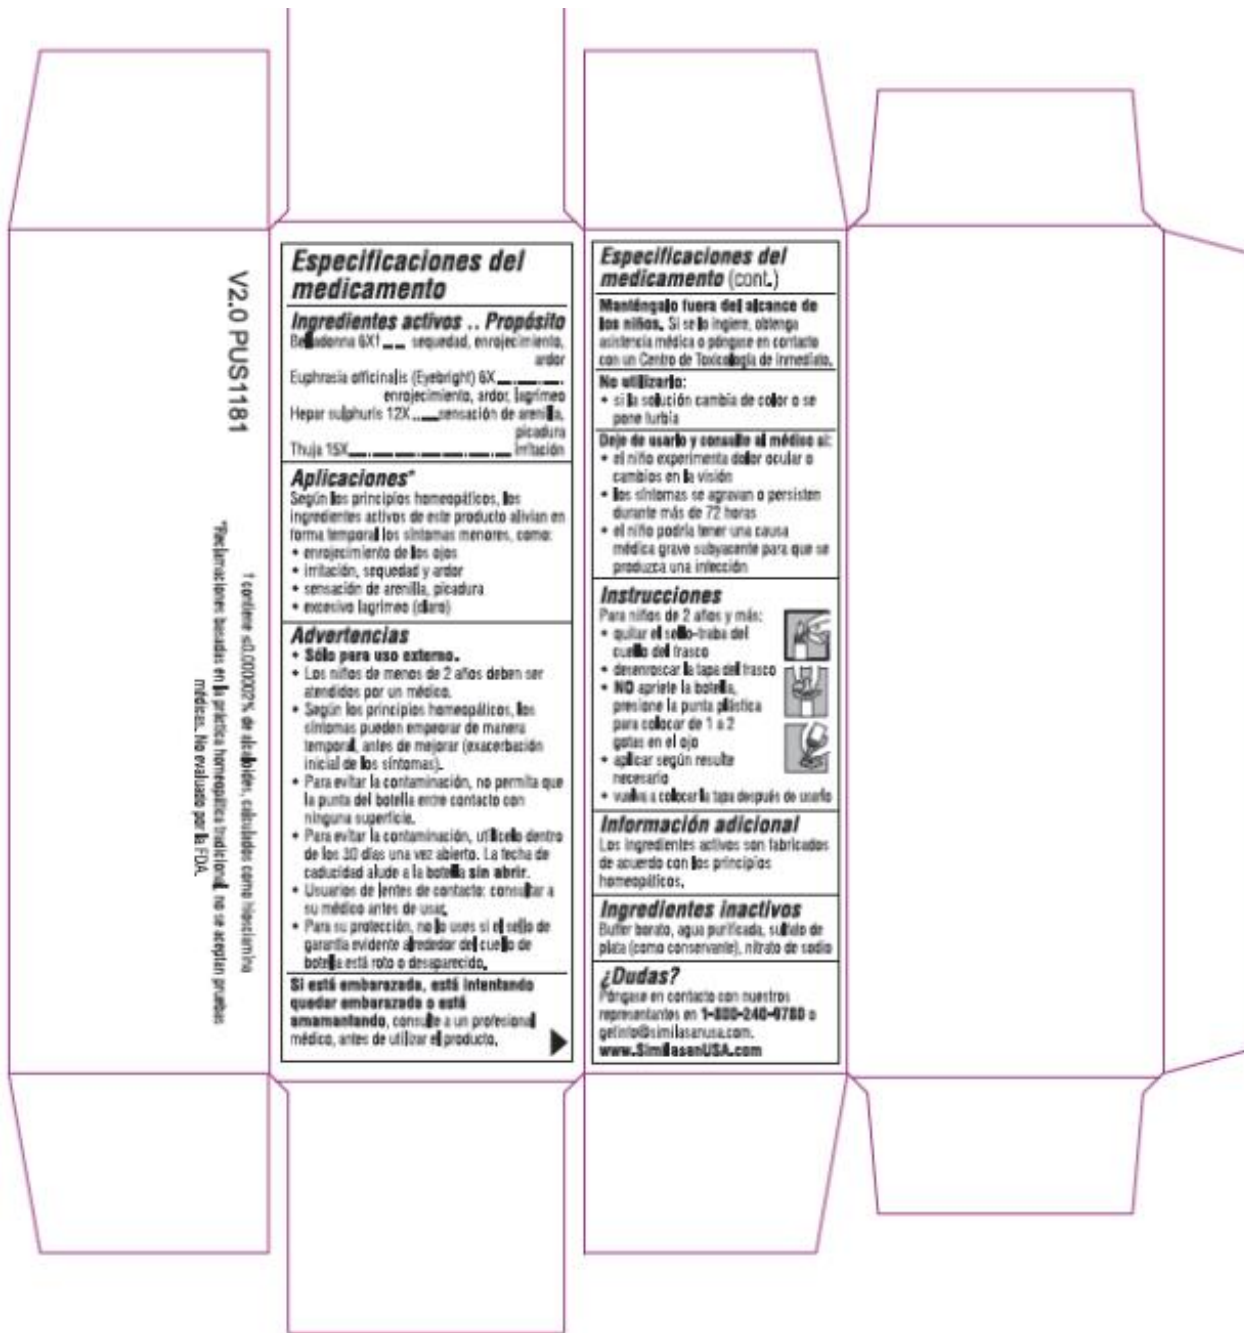 V2.0 PUS1181
† contiene ≤0.000002% de alcaloides, calculados como hiosciamina
*Reclamaciones basadas en la práctica homeopática tradicional, no se aceptan pruebas
médicas. No evaluado por la FDA.
Especificaciones del
medicamento
Ingredientes activos .. Propósito
Belladonna 6X† sequedad, enrojecimiento,
ardor
Euphrasia officinalis (Eyebright) 6X
enrojecimiento, ardor, lagrimeo
Hepar sulphuris 12X sensación de arenilla,
picadura
Thuja 15X irritación
Aplicaciones*
Según los principios homeopáticos, los
ingredientes activos de este producto alivian en
forma temporal los síntomas menores, como:
• enrojecimiento de los ojos
• irritación, sequedad y ardor
• sensación de arenilla, picadura
• excesivo lagrimeo (claro)
Advertencias
• Sólo para uso externo.
• Los niños de menos de 2 años deben ser
atendidos por un médico.
• Según los principios homeopáticos, los
síntomas pueden empeorar de manera
temporal, antes de mejorar (exacerbación
inicial de los síntomas).
• Para evitar la contaminación, no permita que
la punta del botella entre contacto con
ninguna superficie.
• Para evitar la contaminación, utilícelo dentro
de los 30 días una vez abierto. La fecha de
caducidad alude a la botella sin abrir.
• Usuarios de lentes de contacto: consultar a
su médico antes de usar.
• Para su protección, no lo uses si el sello de
garantía evidente alrededor del cuello de
botella está roto o desaparecido.
Si está embarazada, está intentando
quedar embarazada o está
amamantando, consulte a un profesional
médico, antes de utilizar el producto.
Especificaciones del
medicamento (cont.)
Manténgalo fuera del alcance de
los niños. Si se lo ingiere, obtenga
asistencia médica o póngase en contacto
con un Centro de Toxicología de inmediato.
No utilizarlo:
• si la solución cambia de color o se
pone turbia
Deje de usarlo y consulte al médico si:
• el niño experimenta dolor ocular o
cambios en la visión
• los síntomas se agravan o persisten
durante más de 72 horas
• el niño podría tener una causa
médica grave subyacente para que se
produzca una infección
Instrucciones
Para niños de 2 años y más:
• quitar el sello-traba del
cuello del frasco
• desenroscar la tapa del frasco
• NO apriete la botella,
presione la punta plástica
para colocar de 1 a 2
gotas en el ojo
• aplicar según resulte
necesario
• vuelva a colocar la tapa después de usarlo
Información adicional
Los ingredientes activos son fabricados
de acuerdo con los principios
homeopáticos.
Ingredientes inactivos
Buffer borato, agua purificada, sulfato de
plata (como conservante), nitrato de sodio
¿Dudas?
Póngase en contacto con nuestros
representantes en 1-800-240-9780 o
getinfo@similasanusa.com.
www.SimilasanUSA.com